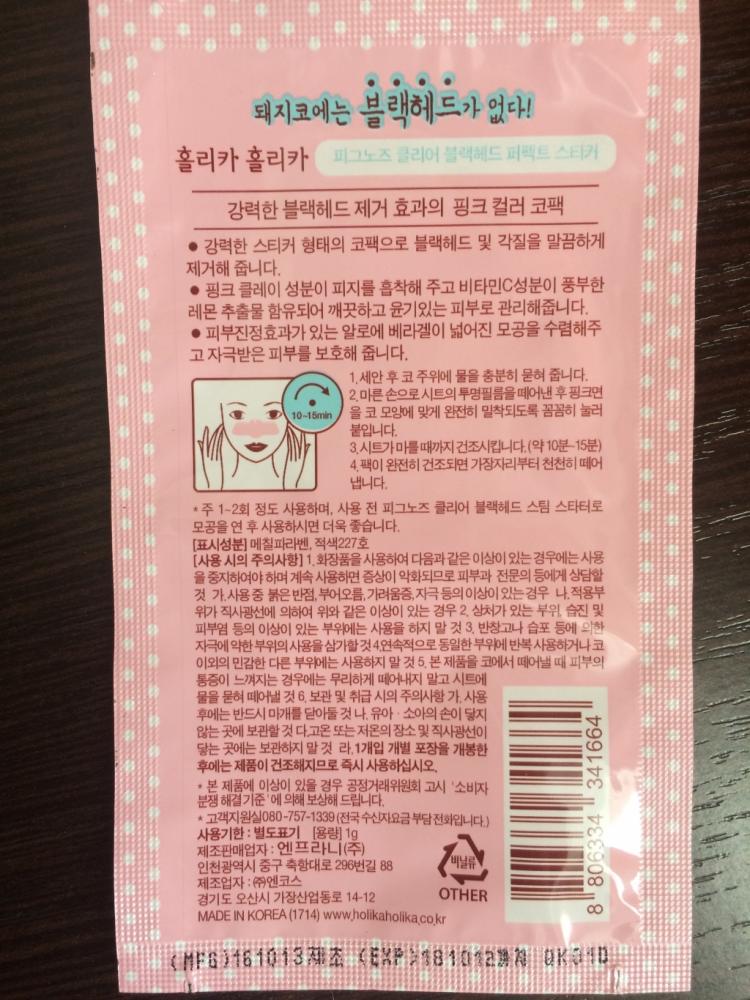 돼지코에는 블랙헤드가 없다!
홀리카 홀리카 피그노즈 클리어 블랙헤드 퍼펙트 스티커
강력한 블랙헤드 제거 효과의 핑크 컬러 코팩
● 강력한 스티커 형태의 코팩으로 블랙헤드 및 각질을 말끔하게
제거해 줍니다.
● 핑크 클레이 성분이 피지를 흡착해 주고 비타민C성분이 풍부한
레몬 추출물 함유되어 깨끗하고 윤기있는 피부로 관리해줍니다.
● 피부진정효과가 있는 알로에 베라겔이 넓어진 모공을 수렴해주
고 자극받은 피부를 보호해 줍니다.
10~15min
1.세안 후 코 주위에 물을 충분히 묻혀 줍니다.
2.마른 손으로 시트의 투명필름을 떼어낸 후 핑크면
을 코 모양에 맞게 완전히 밀착되도록 꼼꼼히 눌러
붙입니다.
3.시트가 마를 때까지 건조시킵니다.(약 10분~15분)
4.팩이 완전히 건조되면 가장자리부터 천천히 떼어
냅니다.
* 주 1~2회 정도 사용하며, 사용 전 피그노즈 클리어 블랙헤드 스팀 스타터로
모공을 연 후 사용하시면 더욱 좋습니다.
[표시성분] 메칠파라벤, 적색227호
[사용 시의 주의사항] 1. 화장품을 사용하여 다음과 같은 이상이 있는 경우에는 사용
을 중지하여야 하며 계속 사용하면 증상이 악화되므로 피부과 전문의 등에게 상담할
것 가.사용 중 붉은 반점, 부어오름, 가려움증, 자극 등의 이상이 있는 경우 나. 적용부
위가 직사광선에 의하여 위와 같은 이상이 있는 경우 2. 상처가 있는 부위, 습진 및
피부염 등의 이상이 있는 부위에는 사용을 하지 말 것 3. 반창고나 습포 등에 의한
자극에 약한 부위의 사용을 삼가할 것 4.연속적으로 동일한 부위에 반복 사용하거나 코
이외의 민감한 다른 부위에는 사용하지 말 것 5. 본 제품을 코에서 떼어낼 때 피부의
통증이 느껴지는 경우에는 무리하게 떼어내지 말고 시트에
물을 묻혀 떼어낼 것 6. 보관 및 취급 시의 주의사항 가. 사용
후에는 반드시 마개를 닫아둘 것 나. 유아·소아의 손이 닿지
않는 곳에 보관할 것 다.고온 또는 저온의 장소 및 직사광선이
닿는 곳에는 보관하지 말 것 라.1개입 개별 포장을 개봉한
후에는 제품이 건조해지므로 즉시 사용하십시오.
* 본 제품에 이상이 있을 경우 공정거래위원회 고시 '소비자
분쟁 해결 기준'에 의해 보상해 드립니다.
* 고객지원실080-757-1339 (전국 수신자요금 부담 전화입니다.)
사용기한 : 별도표기 [용량] 1g
제조판매업자 : 엔프라니(주)
인천광역시 중구 축항대로 296번길 88
제조업자 : ㈜엔코스
경기도 오산시 가장산업동로 14-12
MADE IN KOREA (1714) www.holikaholika.co.kr
비닐류
OTHER
8 806334 341664
(MFG)161013제조 (EXP)181012까지 QK01D